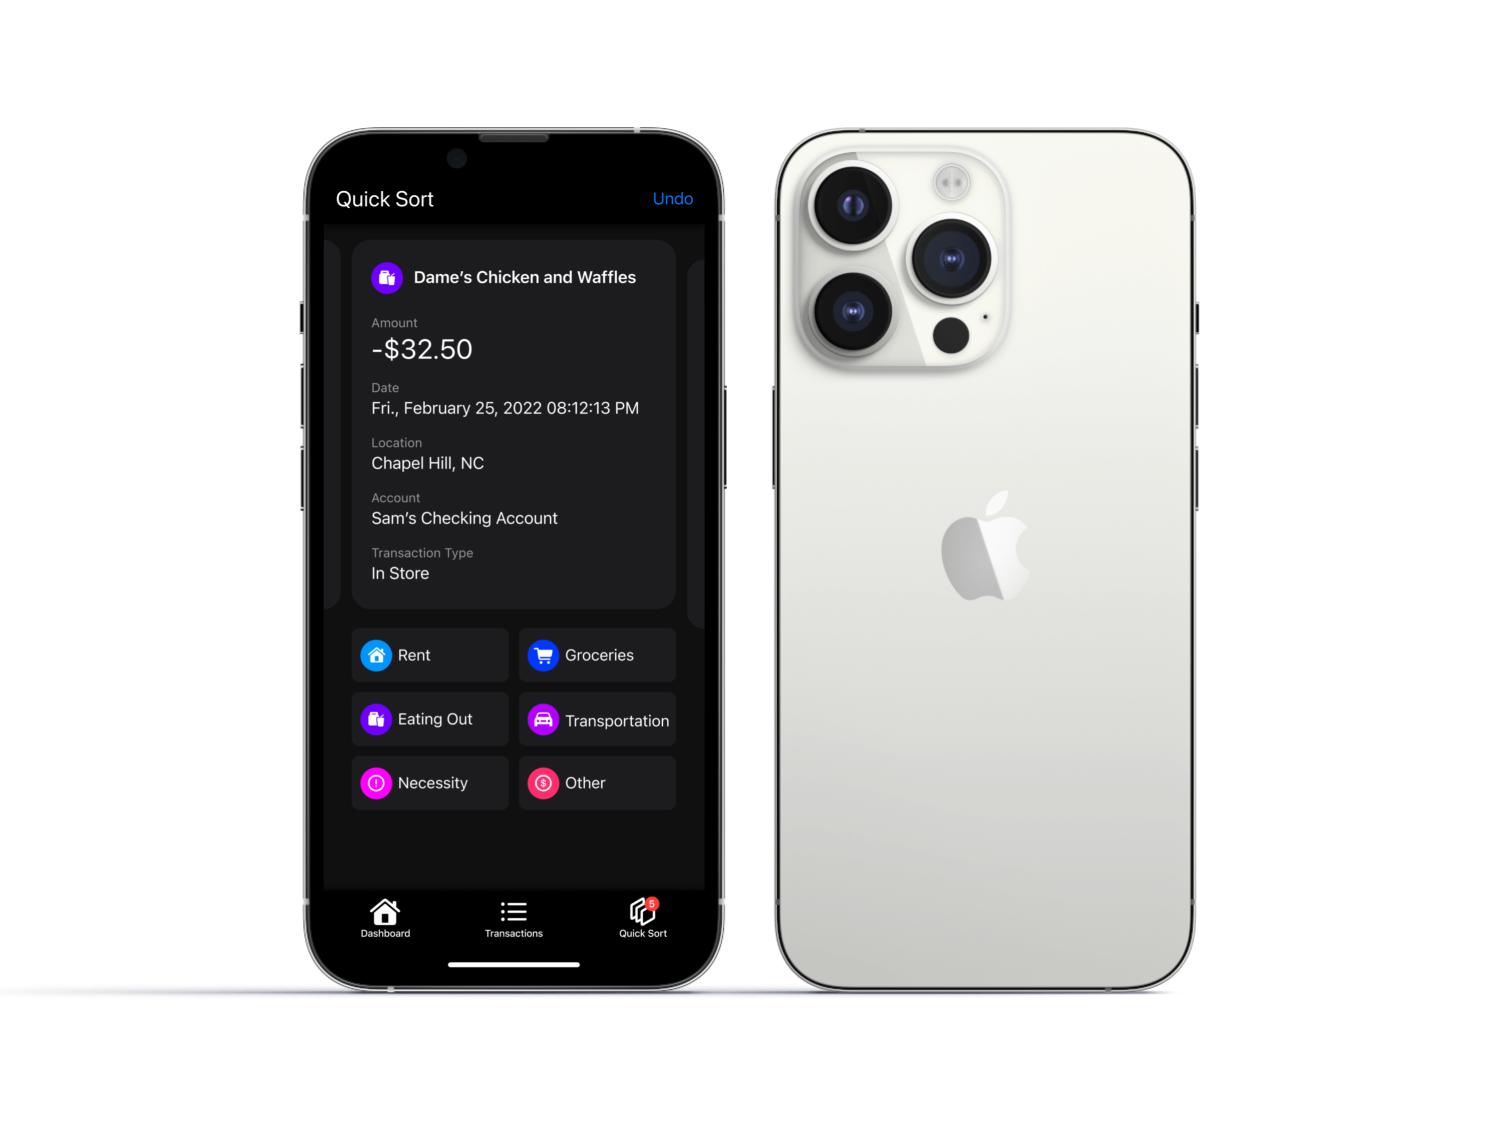 Quick Sort
Undo
Dame's Chicken and Waffles
Amount
-$32.50
Date
Fri., February 25, 2022 08:12:13 PM
Location
Chapel Hill, NC
Account
Sam's Checking Account
Transaction Type
In Store
Rent
Groceries
Eating Out
Transportation
Necessity
Other
5
Dashboard
Transactions
Quick Sort